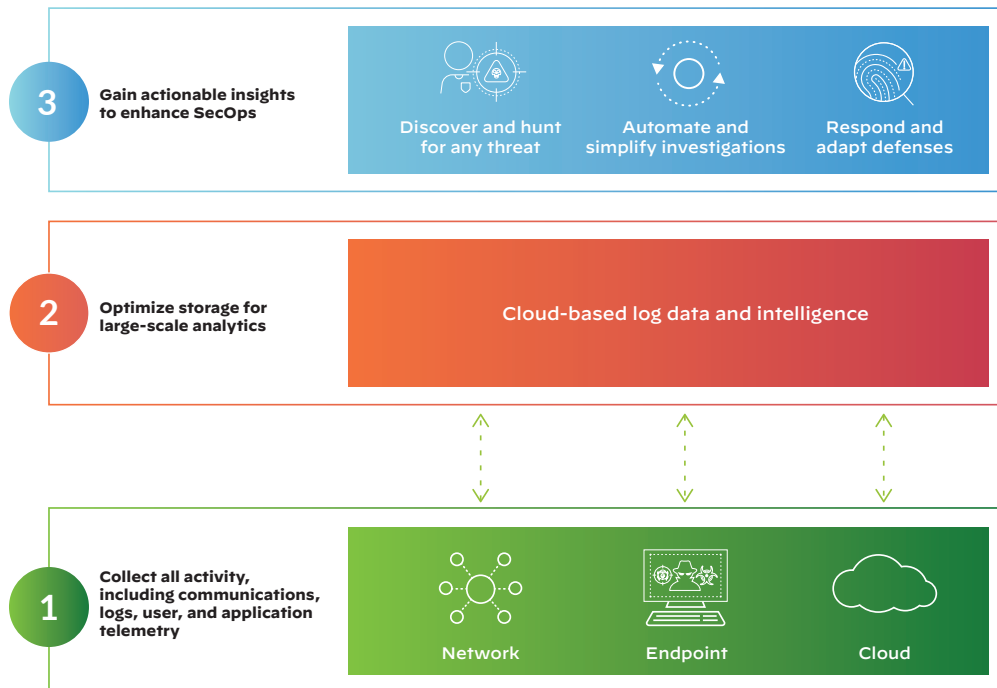 3
Gain actionable insights
to enhance SecOps
Discover and hunt
for any threat
Automate and
simplify investigations
Respond and
adapt defenses
2
Optimize storage for
large-scale analytics
Cloud-based log data and intelligence
1
Collect all activity,
including communications,
logs, user, and application
telemetry
Network
Endpoint
Cloud